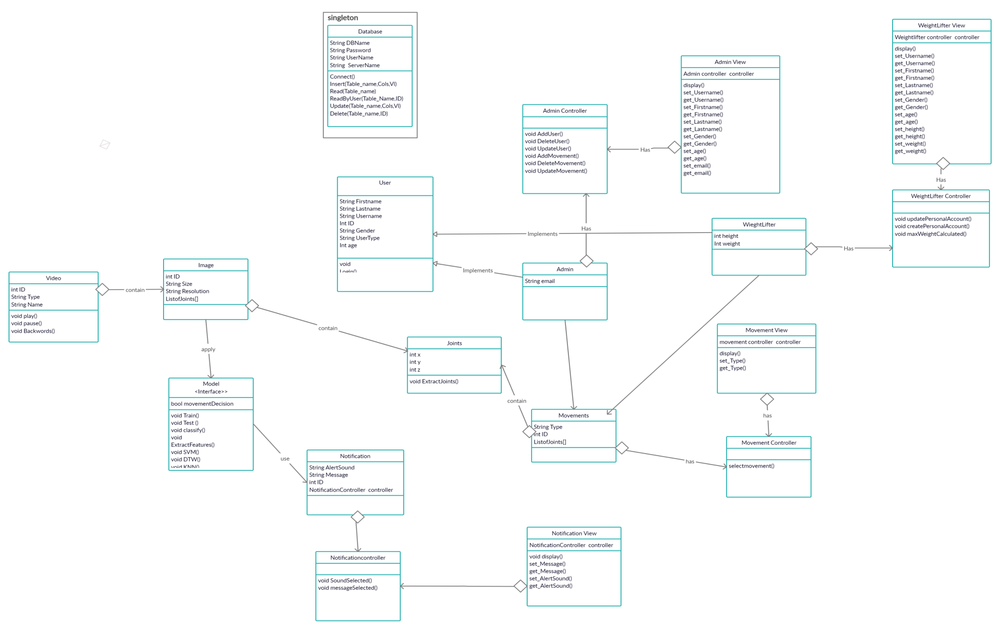 singleton
Database
String DBName
String Password
String UserName
String  ServerName
Connect()
Insert(Table_name,Cols,Vl)
Read(Table_name)
ReadByUser(Table_Name,ID)
Update(Table_name,Cols,Vl)
Delete(Table_name,ID)
WeightLifter View
Weightlifter controller  controller
display()
set_Username()
get_Username()
set_Firstname()
get_Firstname()
set_Lastname()
get_Lastname()
set_Gender()
get_Gender()
set_age()
get_age()
set_height()
get_height()
set_weight()
get_weight()
Has
Admin View
Admin controller  controller
display()
set_Username()
get_Username()
set_Firstname()
get_Firstname()
set_Lastname()
get_Lastname()
set_Gender()
get_Gender()
set_age()
get_age()
set_email()
get_email()
Has
Admin Controller
void AddUser()
void DeleteUser()
void UpdateUser()
void AddMovement()
void DeleteMovement()
void UpdateMovement()
Has
WeightLifter Controller
void updatePersonalAccount()
void createPersonalAccount()
void maxWeightCalculated()
Has
WieghtLifter
int height
Int weight
Implements
User
String Firstname
String Lastname
String Username
Int ID
String Gender
String UserType
Int age
void
Login()
Implements
Admin
String email
Video
int ID
String Type
String Name
void play()
void pause()
void Backwords()
contain
Image
int ID
String Size
String Resolution
ListofJoints[]
contain
apply
Joints
int x
int y
int z
void ExtractJoints()
contain
Movement View
movement controller  controller
display()
set_Type()
get_Type()
has
Model
<Interface>>
bool movementDecision
void Train()
void Test ()
void classify()
void
ExtractFeatures()
void SVM()
void DTW()
void KNN()
use
Movements
String Type
int ID
ListofJoints[]
has
Movement Controller
selectmovement()
Notification
String AlertSound
String Message
int ID
NotificationController  controller
Notificationcontroller
void SoundSelected()
void messageSelected()
Notification View
NotificationController  controller
void display()
set_Message()
get_Message()
set_AlertSound()
get_AlertSound()